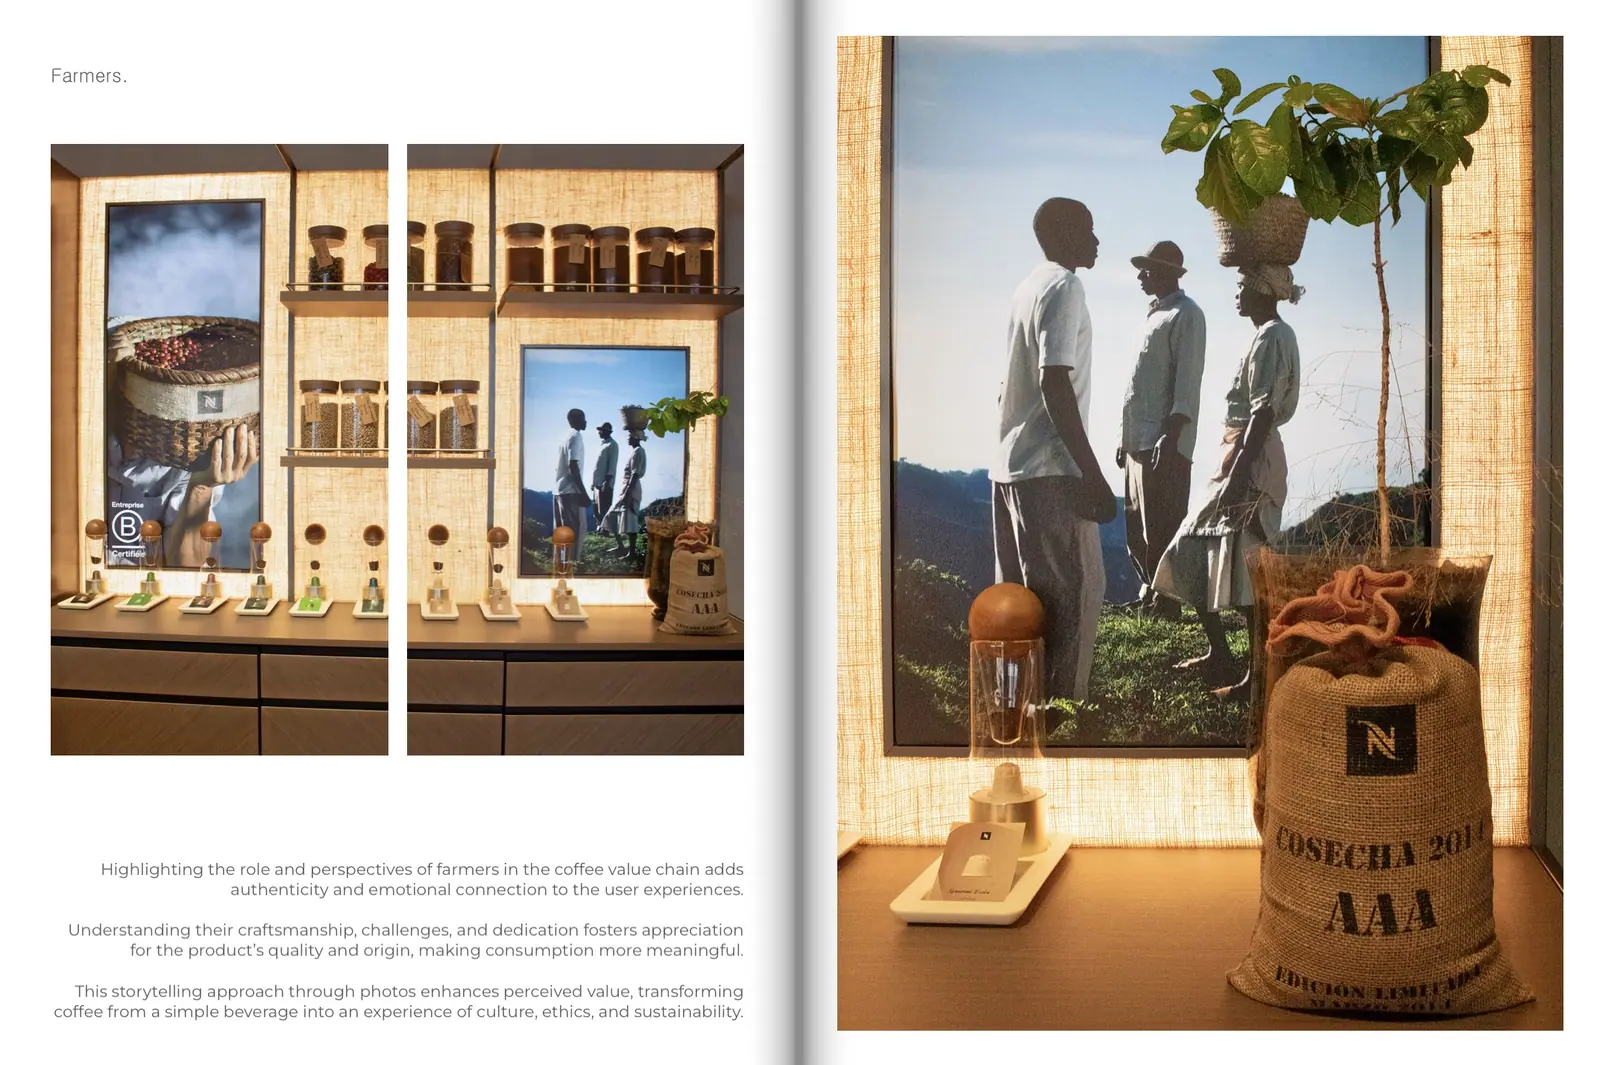 Farmers.
Entreprise
B
Certifiée
N
COSECHA
AAA
Highlighting the role and perspectives of farmers in the coffee value chain adds
authenticity and emotional connection to the user experiences.
Understanding their craftsmanship, challenges, and dedication fosters appreciation
for the product’s quality and origin, making consumption more meaningful.
This storytelling approach through photos enhances perceived value, transforming
coffee from a simple beverage into an experience of culture, ethics, and sustainability.
N
COSECHA
AAA
EDICIÓN